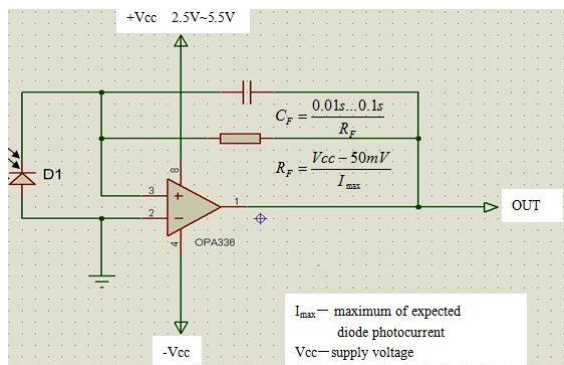 +Vcc 2.5V~5.5V
C_F = 0.01s...0.1s / R_F
R_F = Vcc − 50mV / I_max
D1
8
3
+
1
2
−
OPA336
4
OUT
-Vcc
I_max— maximum of expected
diode photocurrent
Vcc—supply voltage